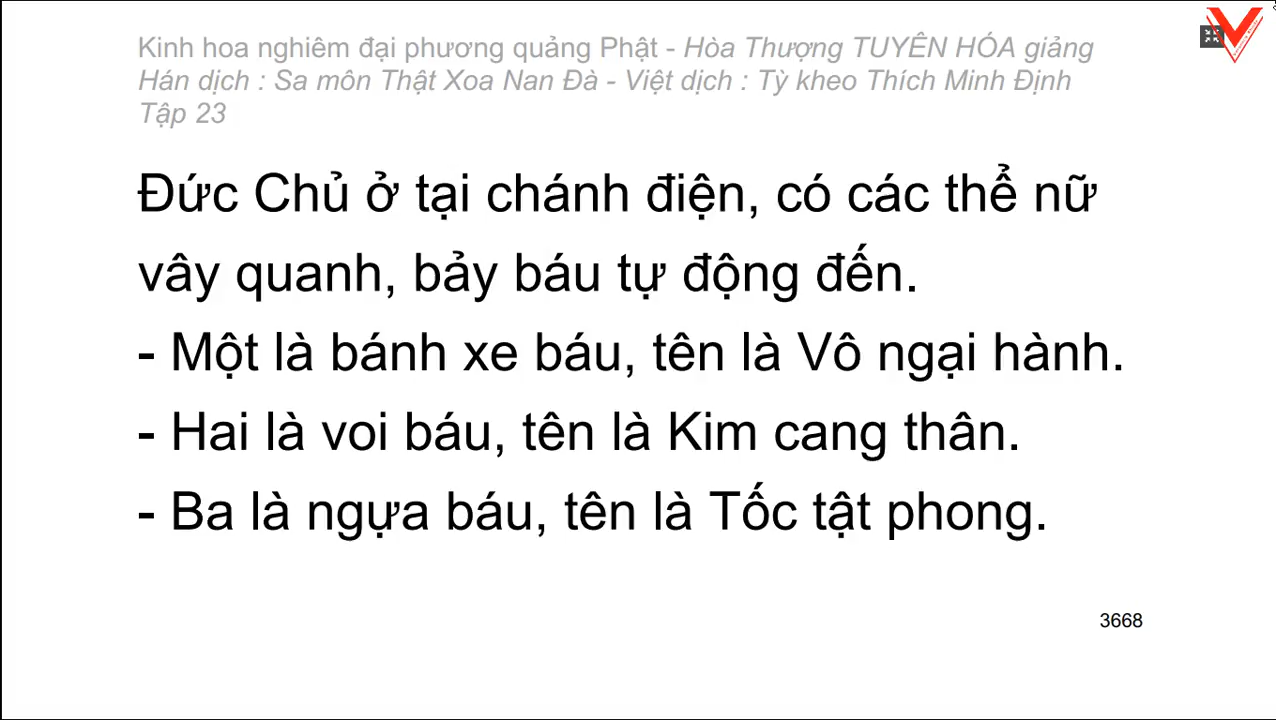 Kinh hoa nghiêm đại phương quảng Phật - Hòa Thượng TUYÊN HÓA giảng
Hán dịch : Sa môn Thật Xoa Nan Đà - Việt dịch : Tỳ kheo Thích Minh Định
Tập 23
Đức Chủ ở tại chánh điện, có các thể nữ
vây quanh, bảy báu tự động đến.
- Một là bánh xe báu, tên là Vô ngại hành.
- Hai là voi báu, tên là Kim cang thân.
- Ba là ngựa báu, tên là Tốc tật phong.
3668